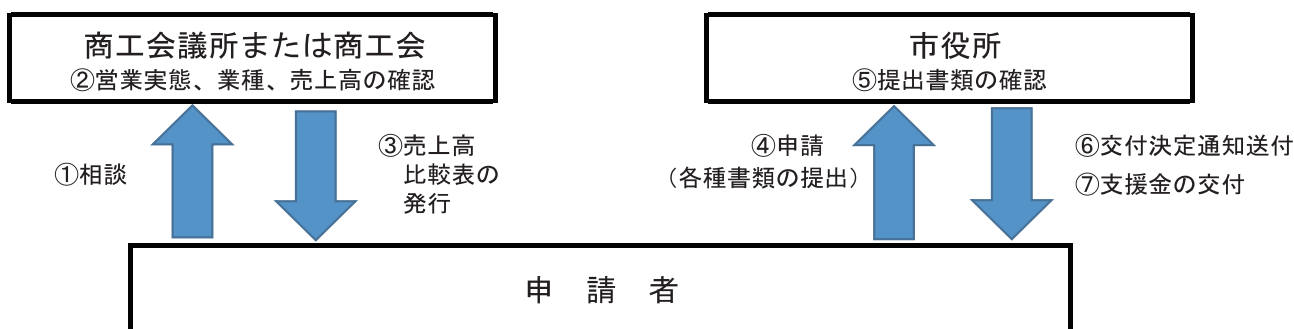 商工会議所または商工会
②営業実態、業種、売上高の確認
市役所
⑤提出書類の確認
①相談
③売上高
比較表の
発行
④申請
（各種書類の提出）
⑥交付決定通知送付
⑦支援金の交付
申　請　者